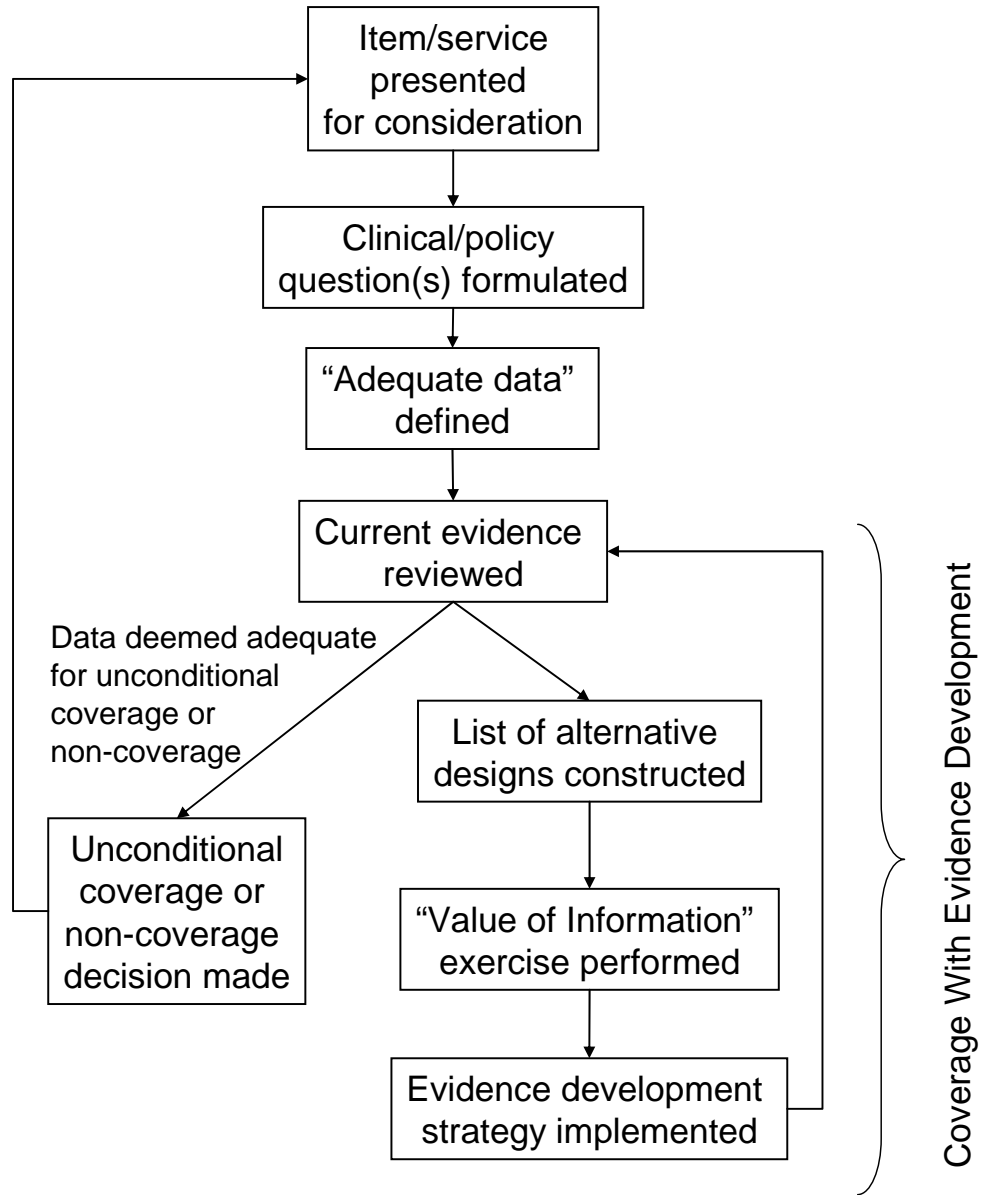 Item/service
presented
for consideration
Clinical/policy
question(s) formulated
“Adequate data”
defined
Current evidence
reviewed
Data deemed adequate
for unconditional
coverage or
non-coverage
List of alternative
designs constructed
Unconditional
coverage or
non-coverage
decision made
“Value of Information”
exercise performed
Evidence development
strategy implemented
Coverage With Evidence Development